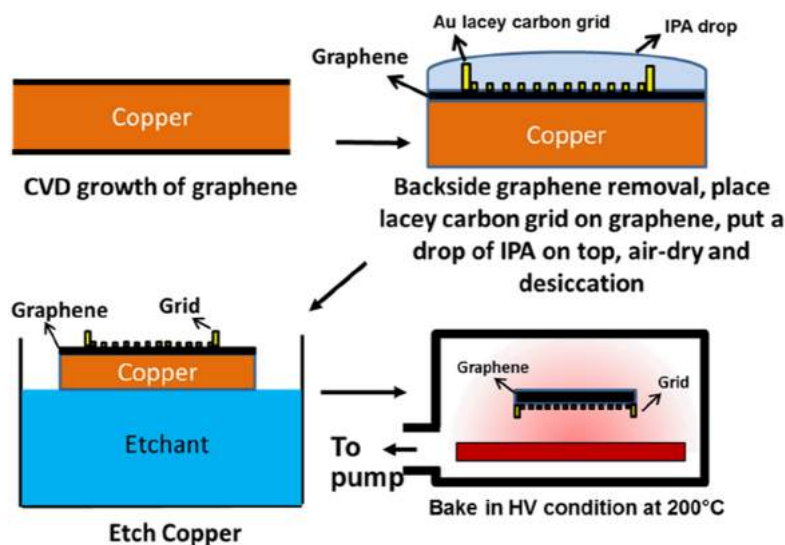 Au lacey carbon grid
IPA drop
Graphene
Copper
Copper
CVD growth of graphene
Backside graphene removal, place
lacey carbon grid on graphene, put a
drop of IPA on top, air-dry and
desiccation
Graphene
Grid
Copper
Etchant
Etch Copper
Graphene
Grid
To
pump
Bake in HV condition at 200°C